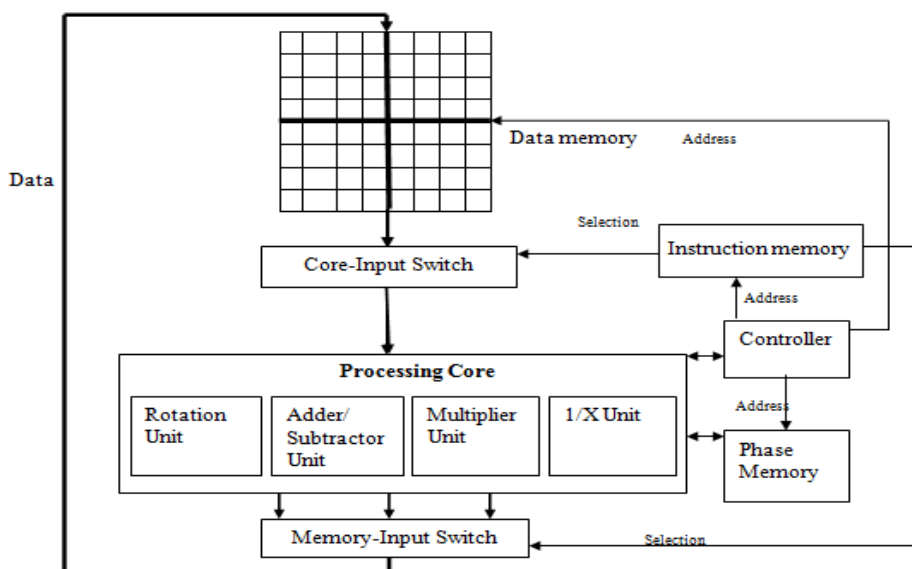 Data memory
Address
Data
Selection
Instruction memory
Core-Input Switch
Address
Controller
Processing Core
Address
Rotation
Unit
Adder/
Subtractor
Unit
Multiplier
Unit
1/X Unit
Phase
Memory
Memory-Input Switch
Selection